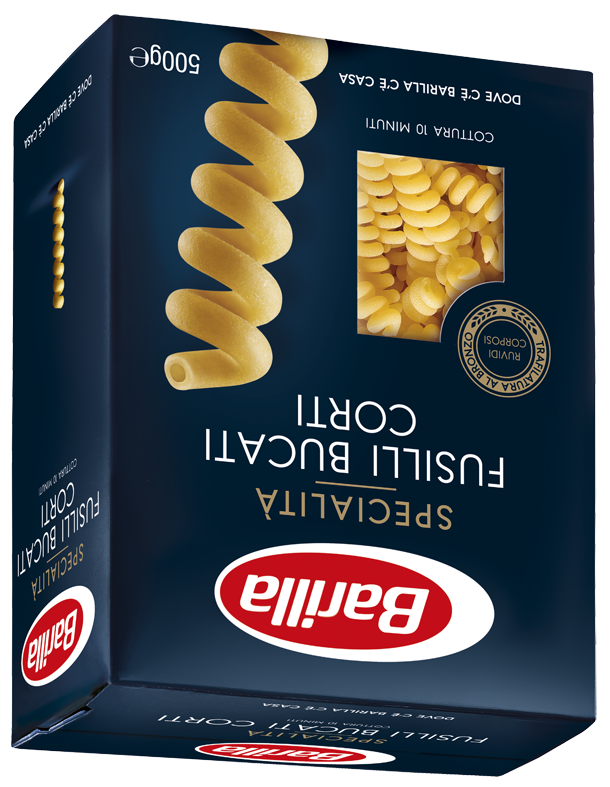 Barilla
SPECIALITÀ
FUSILLI BUCATI CORTI
COTTURA 10 MINUTI
DOVE C'È BARILLA C'È CASA
Barilla
SPECIALITÀ
FUSILLI BUCATI
CORTI
TRAFILATURA AL BRONZO
RUVIDI
CORPOSI
COTTURA 10 MINUTI
DOVE C'È BARILLA C'È CASA
500g℮
Barilla
SPECIALITÀ
FUSILLI BUCATI
CORTI
COTTURA 10 MINUTI
DOVE C'È BARILLA C'È CASA